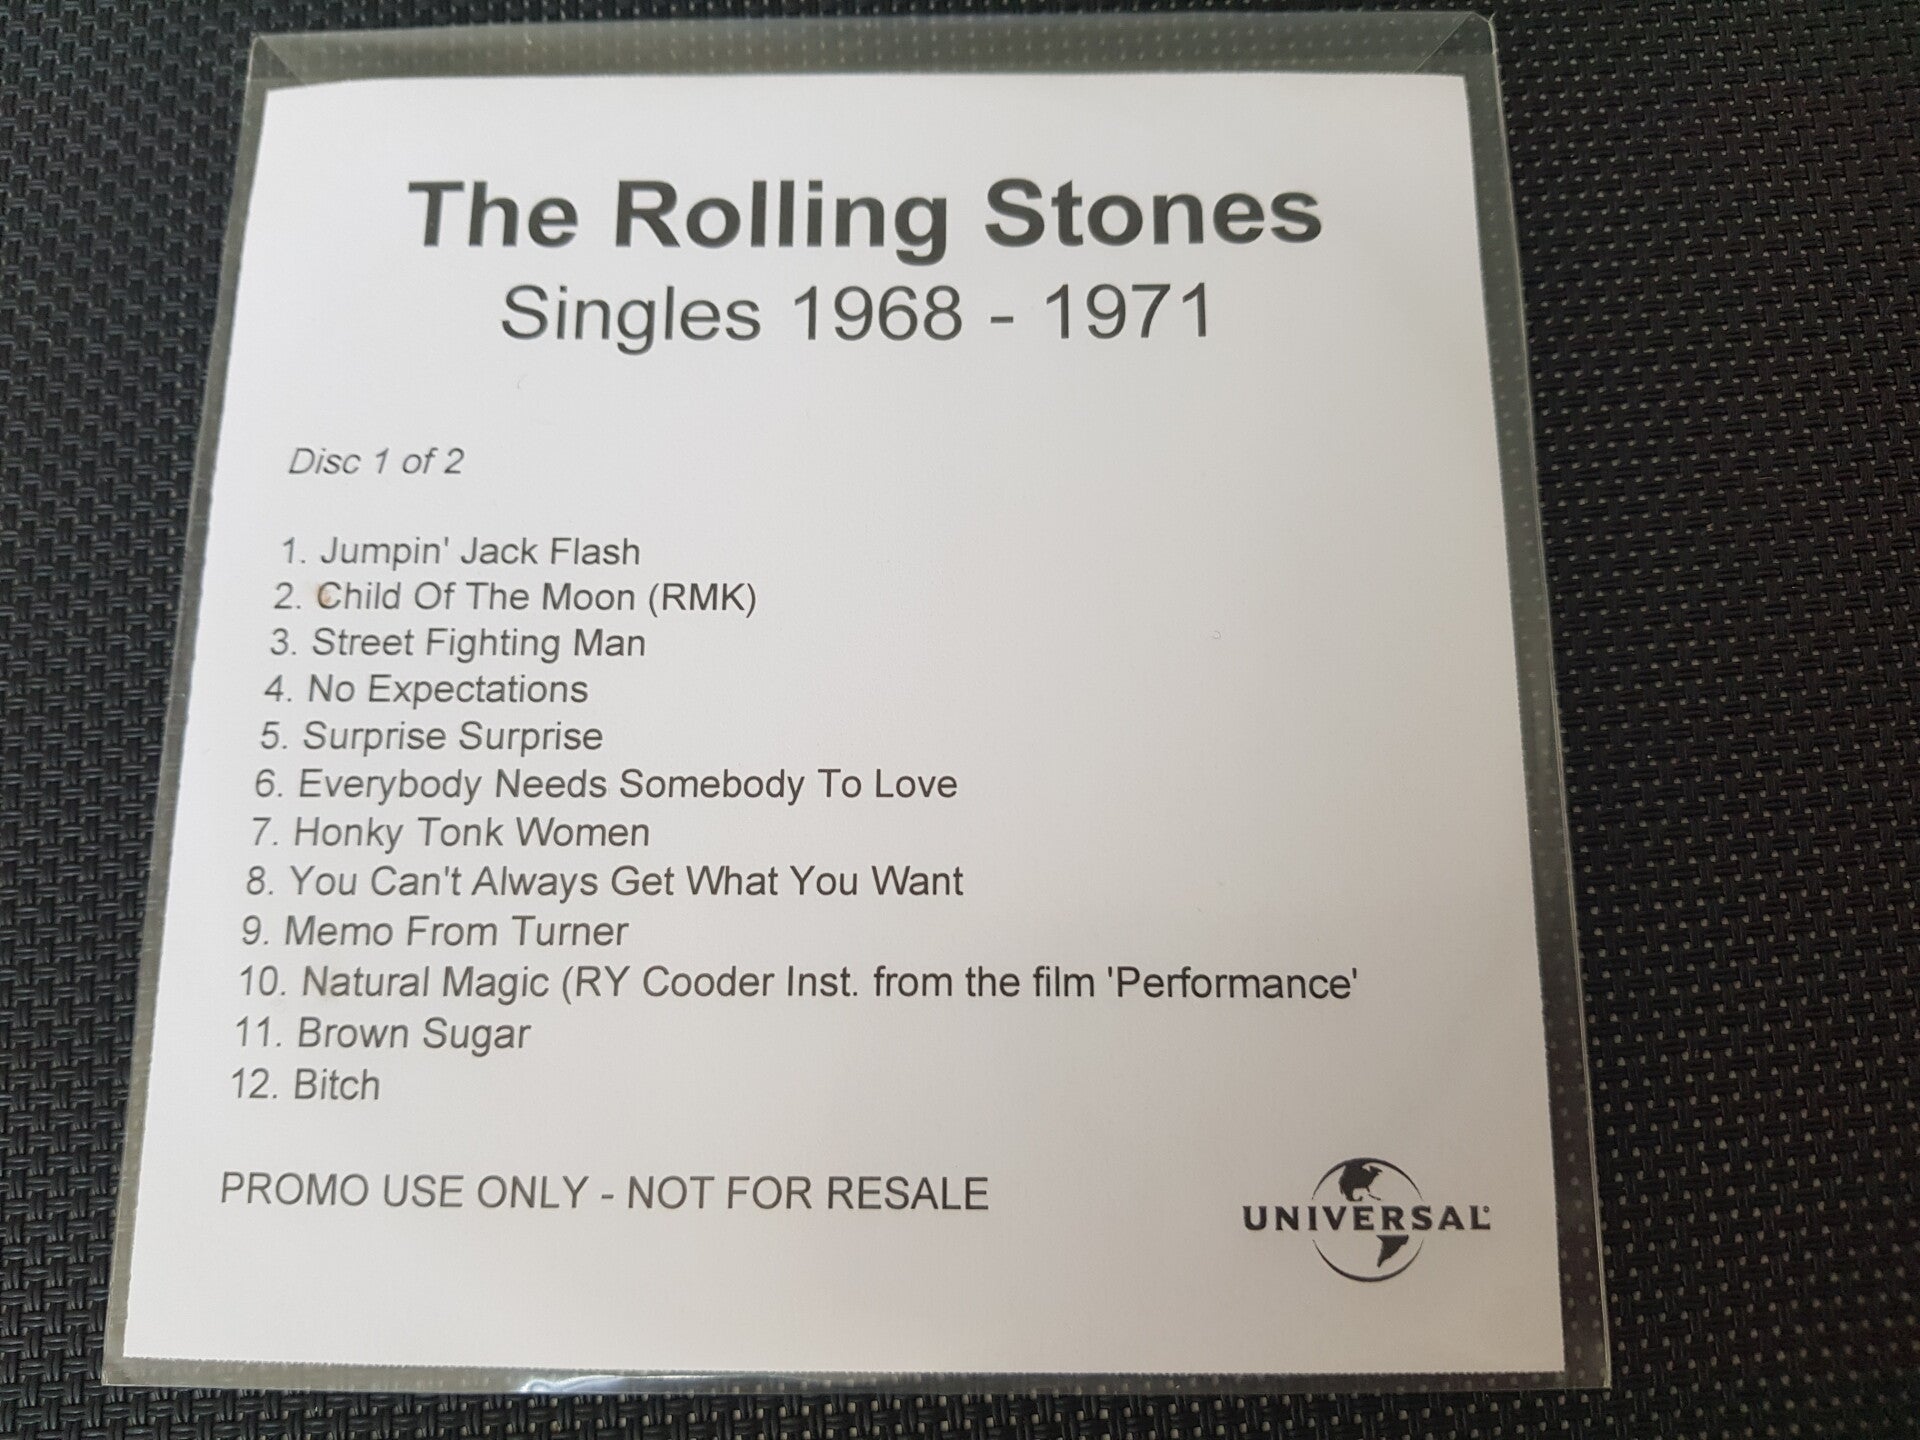 The Rolling Stones
Singles 1968 - 1971
Disc 1 of 2
1. Jumpin' Jack Flash
2. Child Of The Moon (RMK)
3. Street Fighting Man
4. No Expectations
5. Surprise Surprise
6. Everybody Needs Somebody To Love
7. Honky Tonk Women
8. You Can't Always Get What You Want
9. Memo From Turner
10. Natural Magic (RY Cooder Inst. from the film 'Performance'
11. Brown Sugar
12. Bitch
PROMO USE ONLY - NOT FOR RESALE
UNIVERSAL